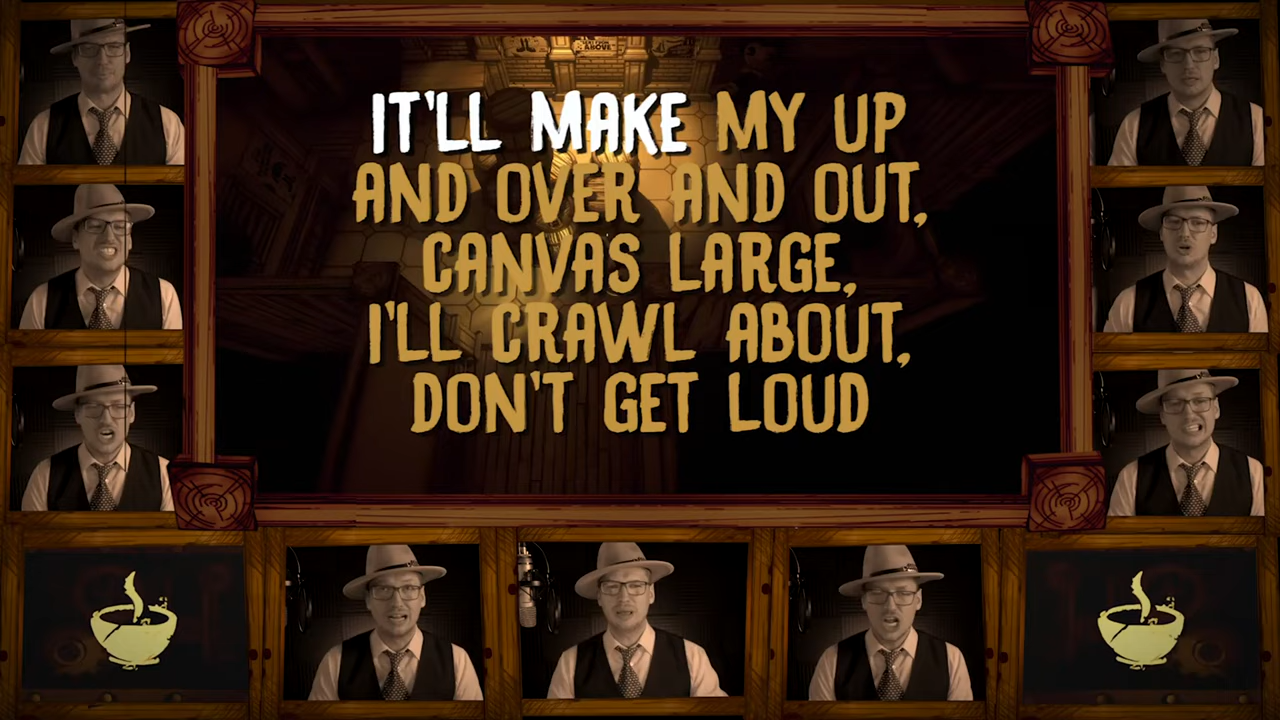 IT'LL MAKE MY UP
AND OVER AND OUT,
CANVAS LARGE,
I'LL CRAWL ABOUT,
DON'T GET LOUD